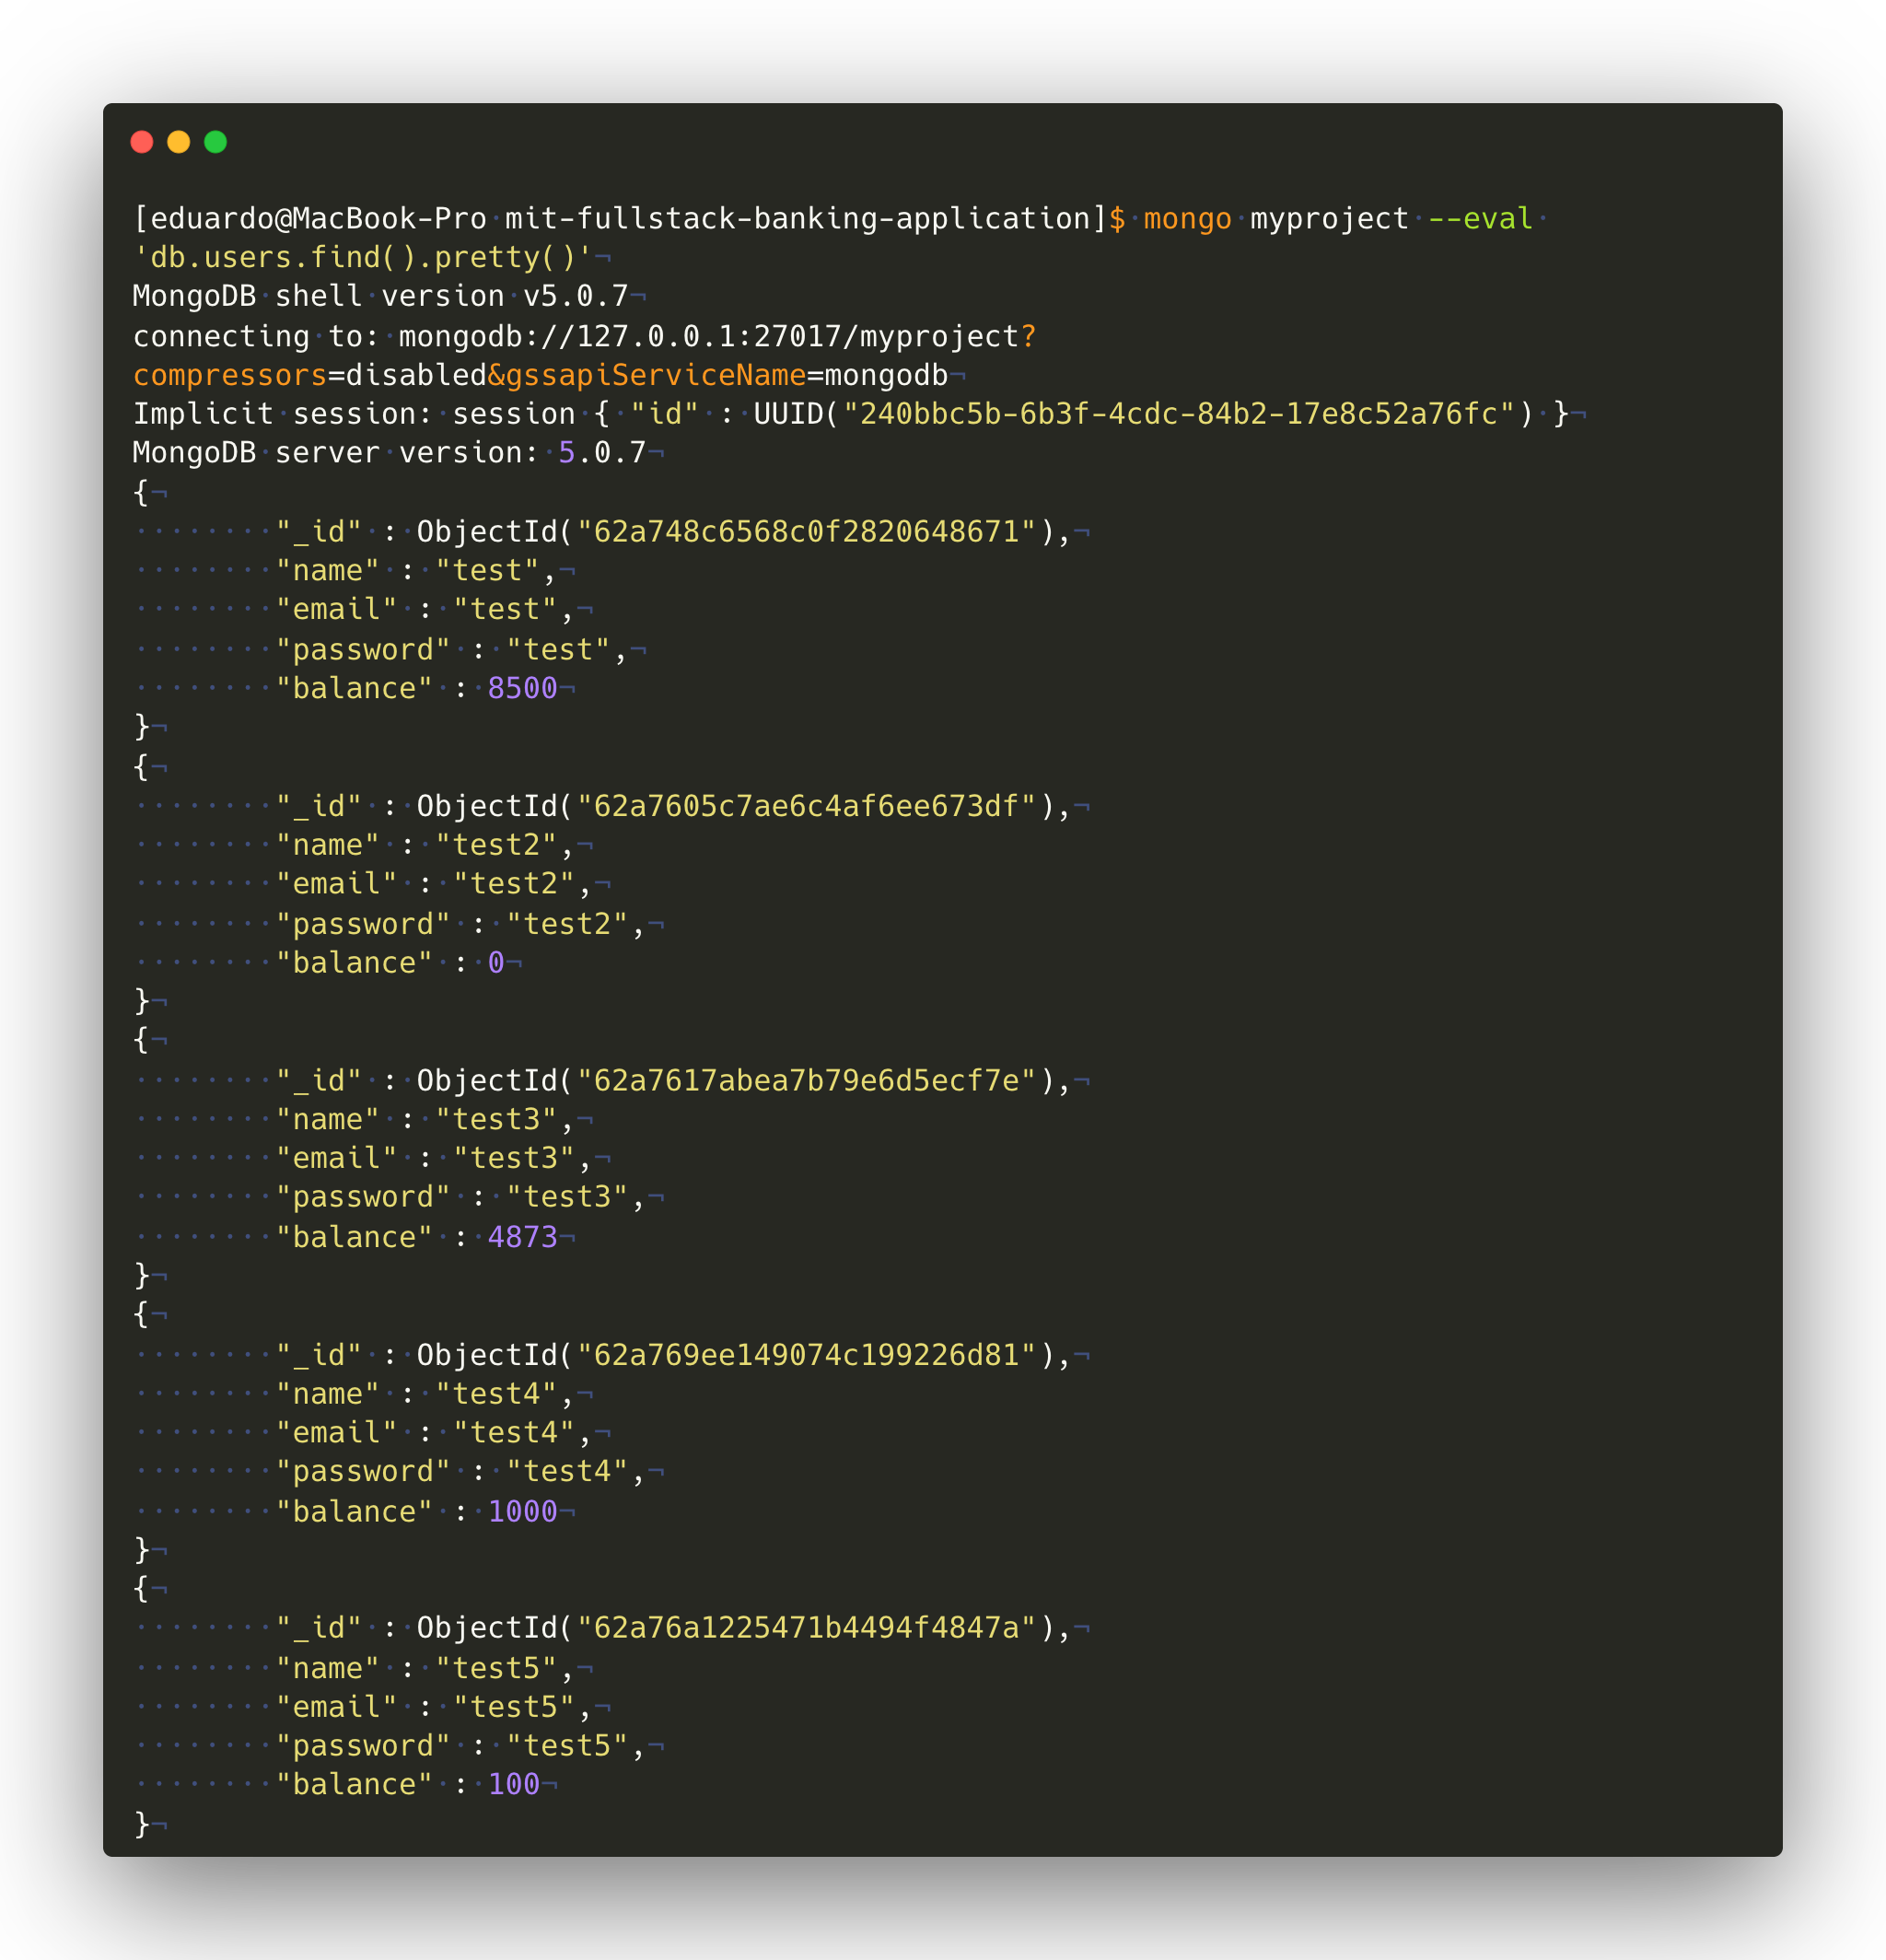 [eduardo@MacBook-Pro mit-fullstack-banking-application]$ mongo myproject --eval
'db.users.find().pretty()'
MongoDB shell version v5.0.7
connecting to: mongodb://127.0.0.1:27017/myproject?
compressors=disabled&gssapiServiceName=mongodb
Implicit session: session { "id" : UUID("240bbc5b-6b3f-4cdc-84b2-17e8c52a76fc") }
MongoDB server version: 5.0.7
{
        "_id" : ObjectId("62a748c6568c0f2820648671"),
        "name" : "test",
        "email" : "test",
        "password" : "test",
        "balance" : 8500
}
{
        "_id" : ObjectId("62a7605c7ae6c4af6ee673df"),
        "name" : "test2",
        "email" : "test2",
        "password" : "test2",
        "balance" : 0
}
{
        "_id" : ObjectId("62a7617abea7b79e6d5ecf7e"),
        "name" : "test3",
        "email" : "test3",
        "password" : "test3",
        "balance" : 4873
}
{
        "_id" : ObjectId("62a769ee149074c199226d81"),
        "name" : "test4",
        "email" : "test4",
        "password" : "test4",
        "balance" : 1000
}
{
        "_id" : ObjectId("62a76a1225471b4494f4847a"),
        "name" : "test5",
        "email" : "test5",
        "password" : "test5",
        "balance" : 100
}